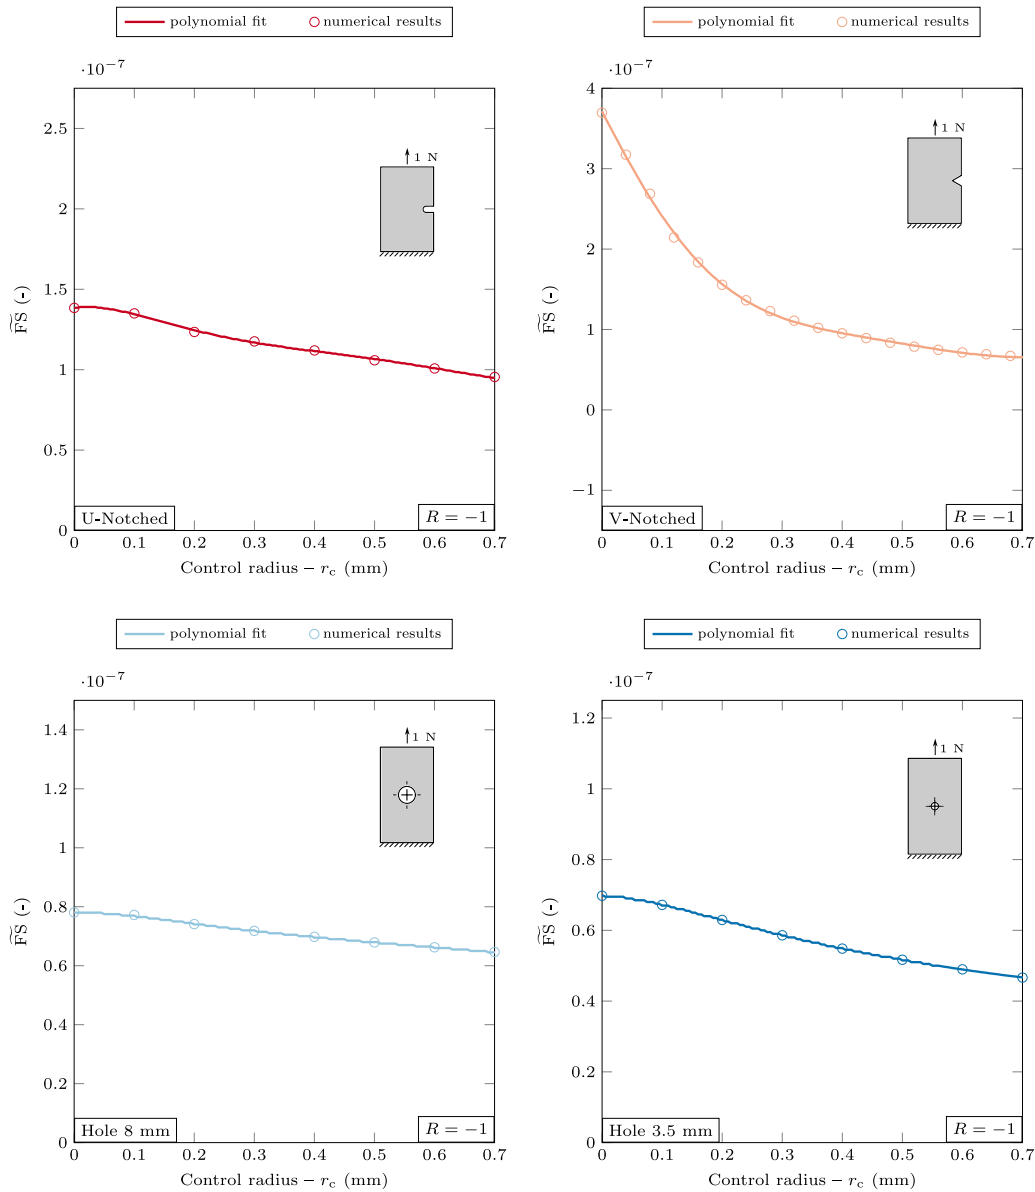 polynomial fit numerical results
·10⁻⁷
2.5
2
1.5
1
0.5
0
0 0.1 0.2 0.3 0.4 0.5 0.6 0.7
F͠S (-)
1 N
U-Notched
R = −1
Control radius – r_c (mm)
polynomial fit numerical results
·10⁻⁷
4
3
2
1
0
−1
0 0.1 0.2 0.3 0.4 0.5 0.6 0.7
F͠S (-)
1 N
V-Notched
R = −1
Control radius – r_c (mm)
polynomial fit numerical results
·10⁻⁷
1.4
1.2
1
0.8
0.6
0.4
0.2
0
0 0.1 0.2 0.3 0.4 0.5 0.6 0.7
F͠S (-)
1 N
Hole 8 mm
R = −1
Control radius – r_c (mm)
polynomial fit numerical results
·10⁻⁷
1.2
1
0.8
0.6
0.4
0.2
0
0 0.1 0.2 0.3 0.4 0.5 0.6 0.7
F͠S (-)
1 N
Hole 3.5 mm
R = −1
Control radius – r_c (mm)